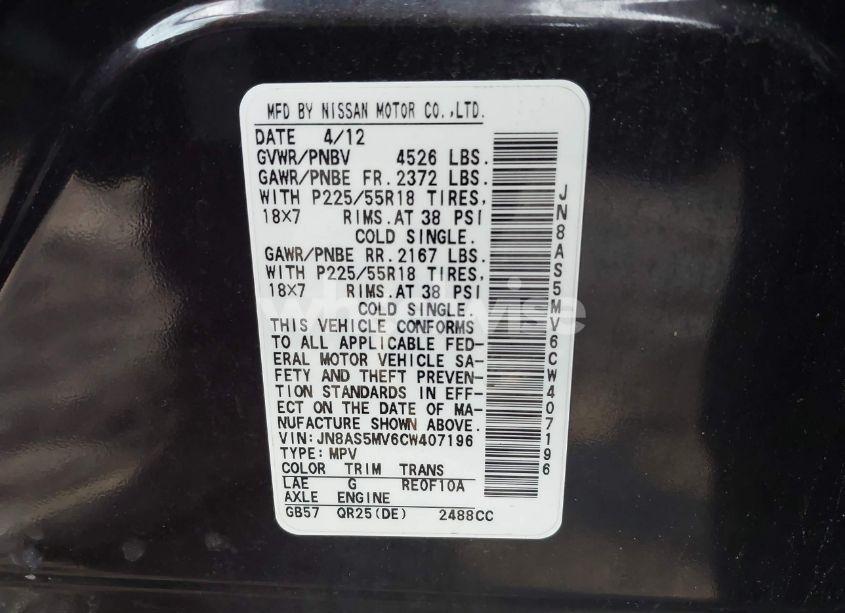 MFD BY NISSAN MOTOR CO.,LTD.
DATE 4/12
GVWR/PNBV 4526 LBS.
GAWR/PNBE FR. 2372 LBS.
WITH P225/55R18 TIRES,
18X7 RIMS.AT 38 PSI
COLD SINGLE.
GAWR/PNBE RR. 2167 LBS.
WITH P225/55R18 TIRES,
18X7 RIMS.AT 38 PSI
COLD SINGLE.
THIS VEHICLE CONFORMS
TO ALL APPLICABLE FED-
ERAL MOTOR VEHICLE SA-
FETY AND THEFT PREVEN-
TION STANDARDS IN EFF-
ECT ON THE DATE OF MA-
NUFACTURE SHOWN ABOVE.
VIN:JN8AS5MV6CW407196
TYPE:MPV
COLOR TRIM TRANS
LAE G RE0F10A
AXLE ENGINE
GB57 QR25(DE) 2488CC
JN8AS5MV6CW407196